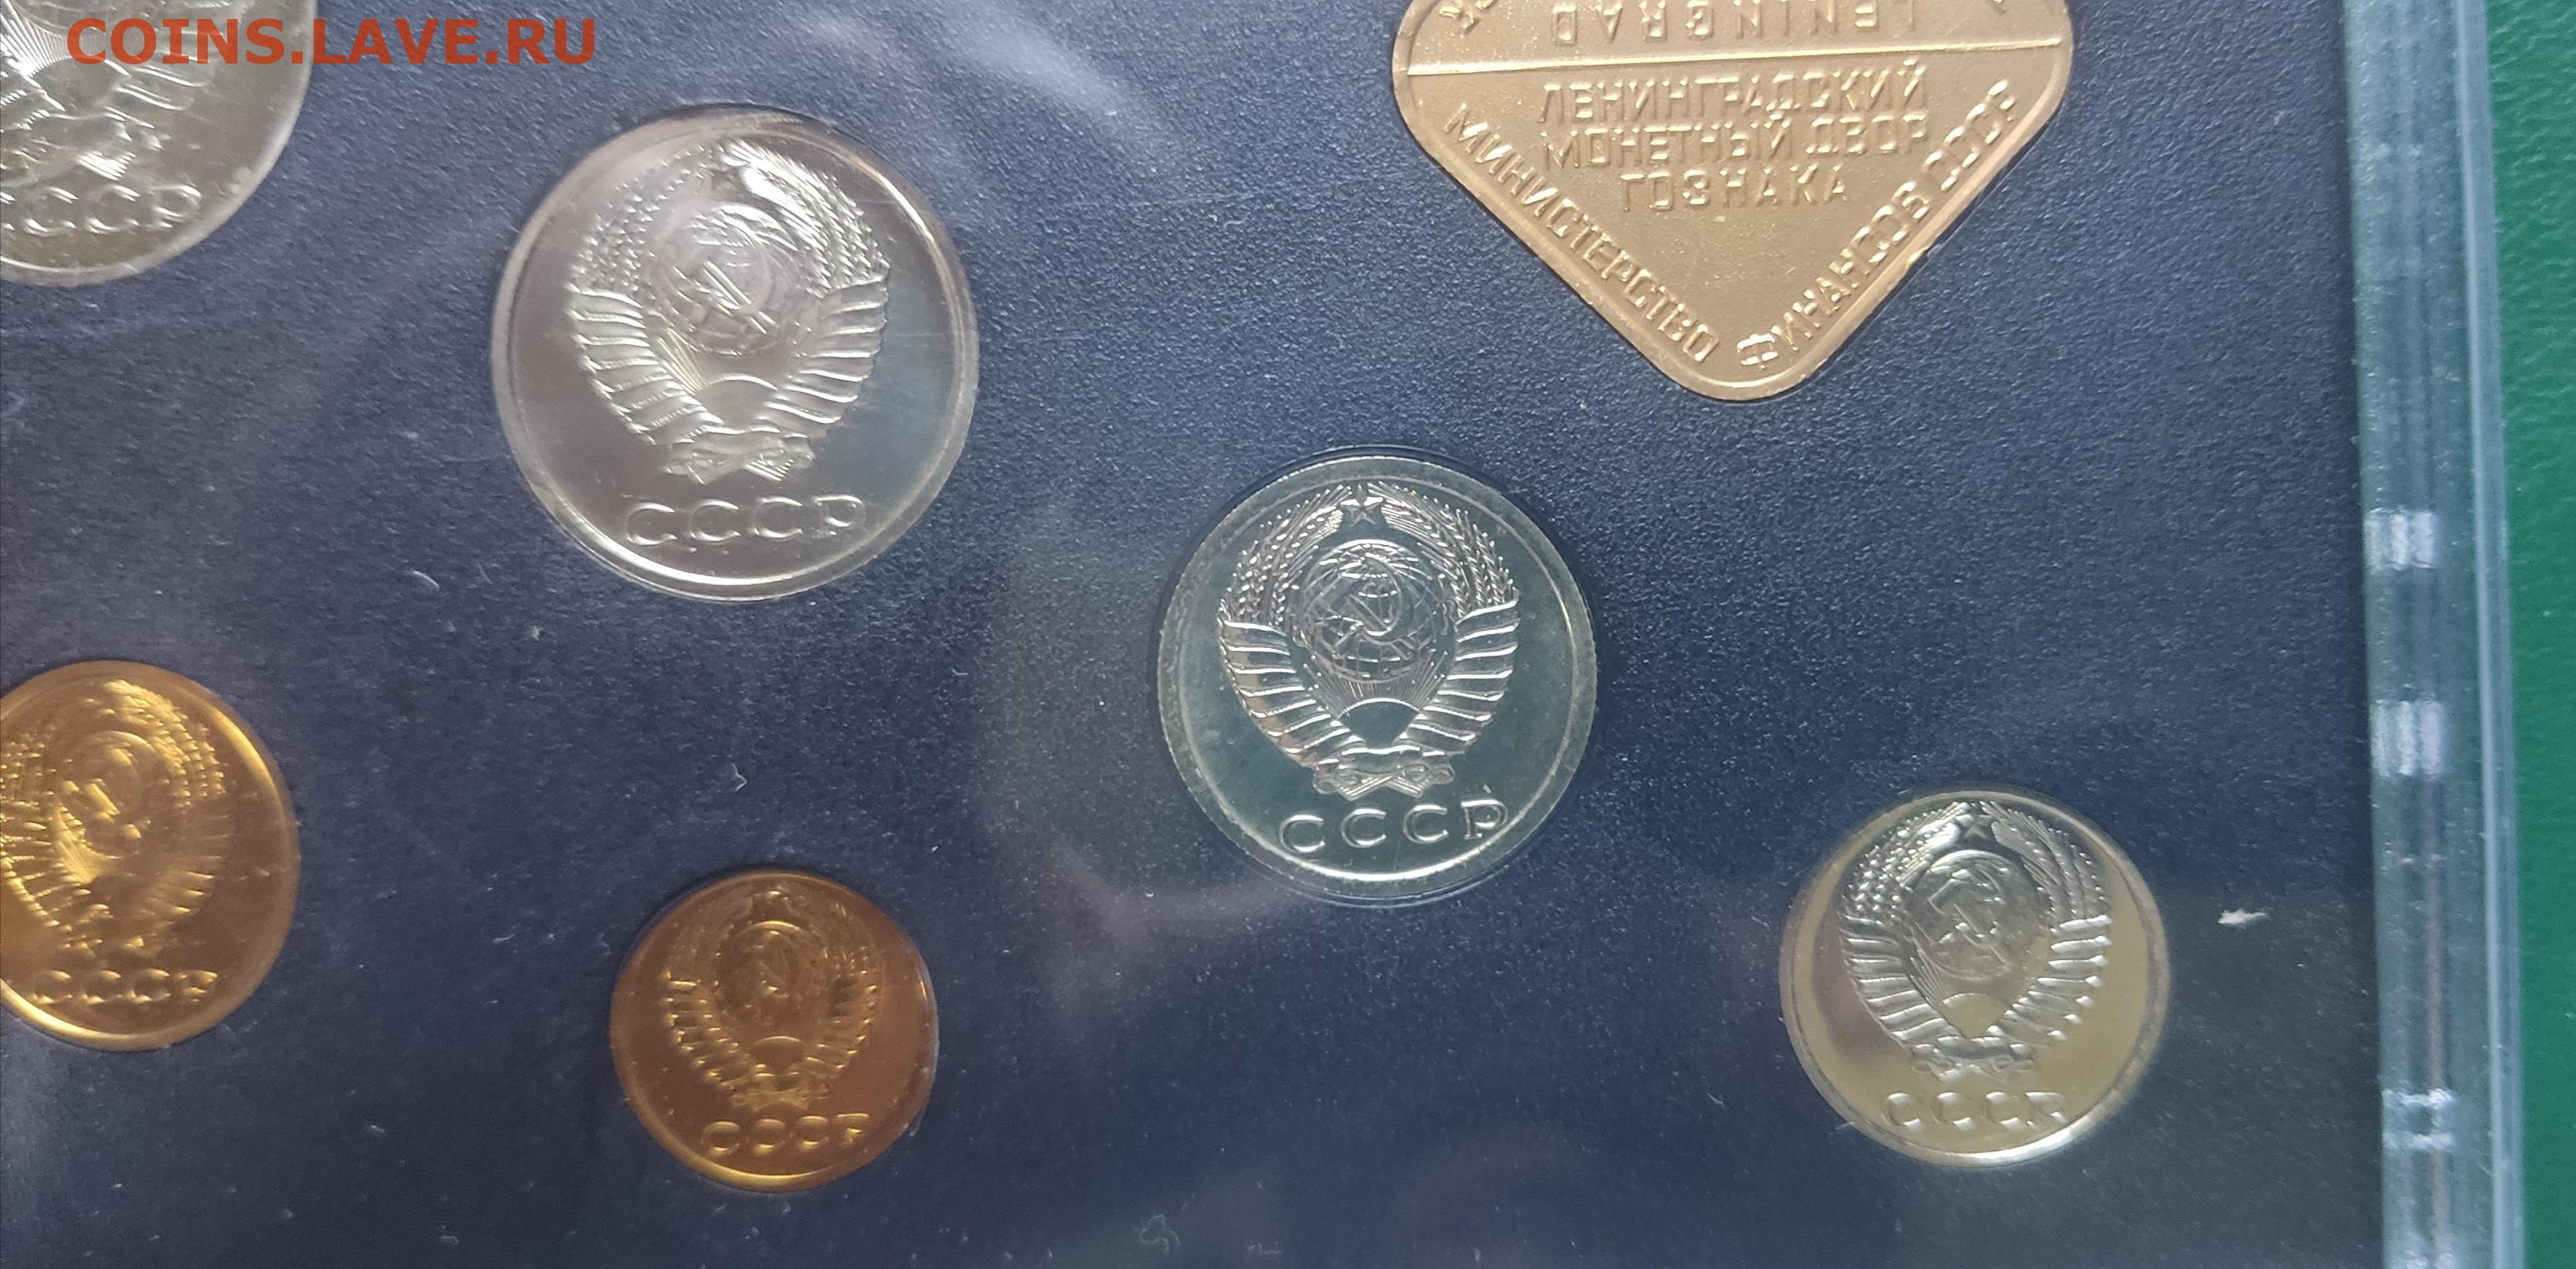 COINS.LAVE.RU
LENINGRAD
ЛЕНИНГРАДСКИЙ
МОНЕТНЫЙ ДВОР
ГОЗНАКА
МИНИСТЕРСТВО ФИНАНСОВ СССР
СССР
СССР
СССР
СССР
СССР
СССР